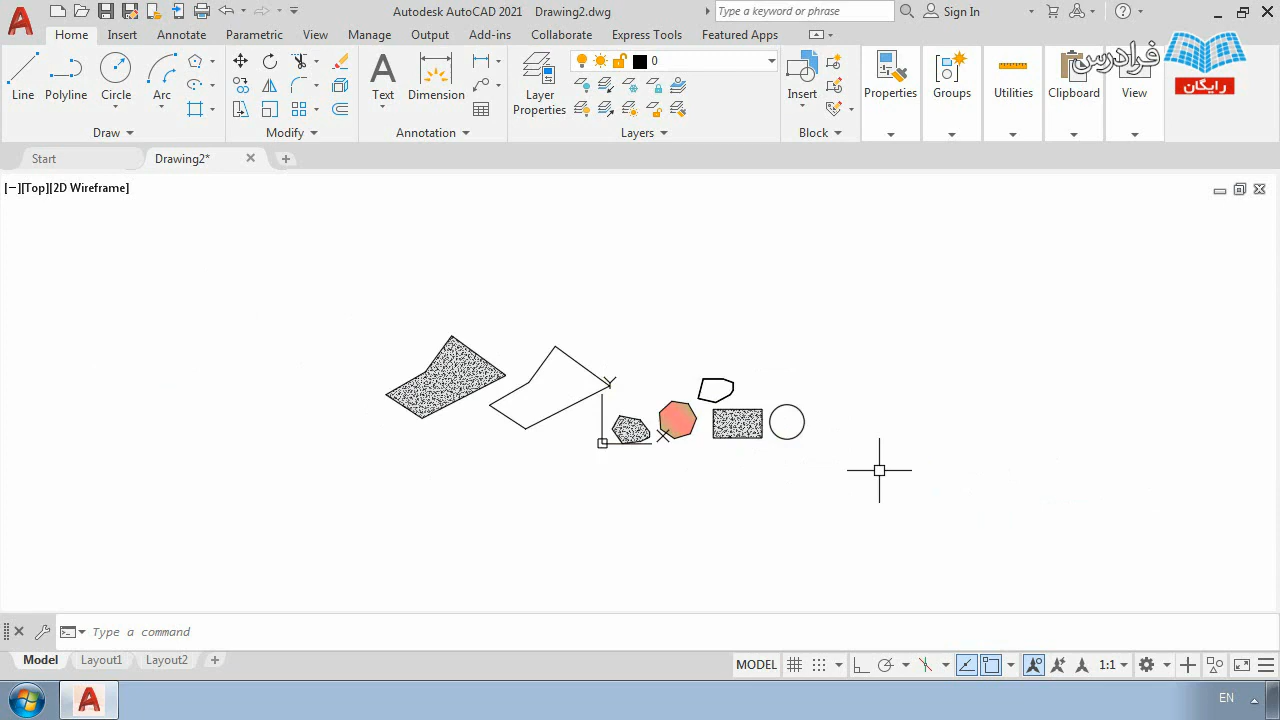 Autodesk AutoCAD 2021 Drawing2.dwg
Type a keyword or phrase
Sign In
Home Insert Annotate Parametric View Manage Output Add-ins Collaborate Express Tools Featured Apps
فرادرس
رایگان
Line Polyline Circle Arc
Text Dimension
Layer Properties
0
Insert
Properties Groups Utilities Clipboard View
Draw Modify Annotation Layers Block
Start Drawing2*
[−][Top][2D Wireframe]
Type a command
Model Layout1 Layout2
MODEL 1:1
EN